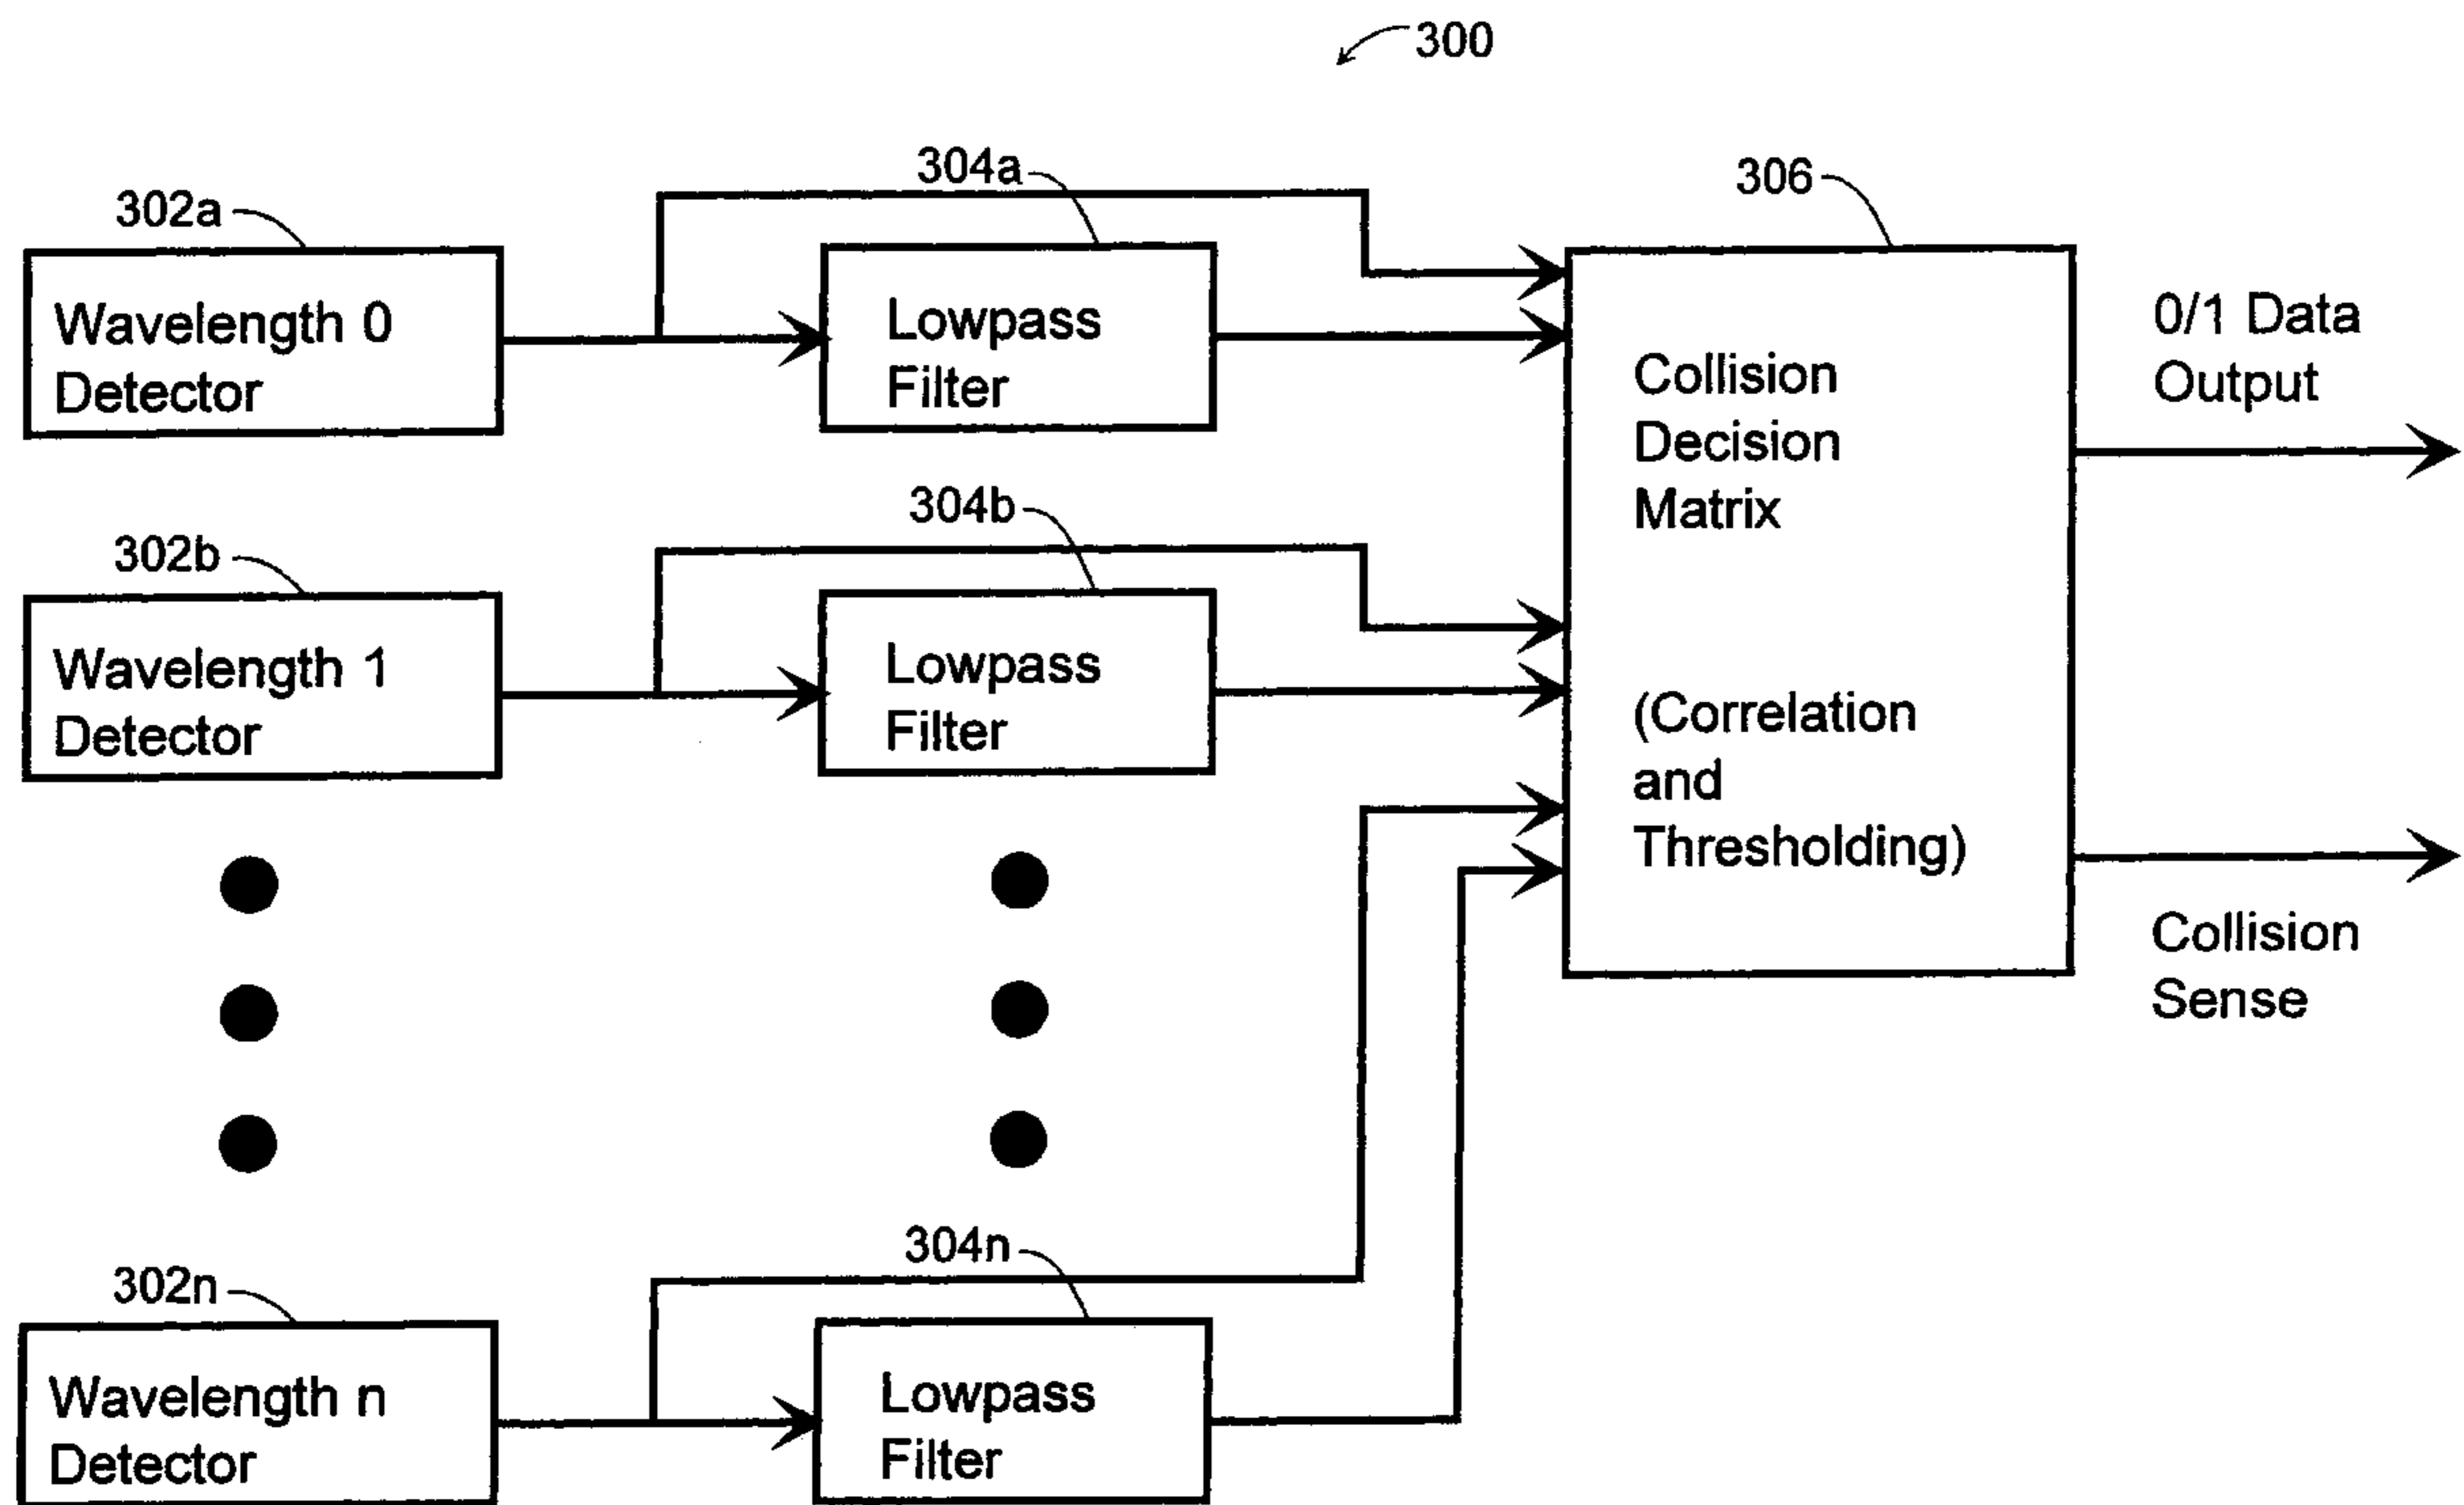 300
302a
304a
306
Wavelength 0
Detector
Lowpass
Filter
Collision
Decision
Matrix
(Correlation
and
Thresholding)
0/1 Data
Output
302b
304b
Wavelength 1
Detector
Lowpass
Filter
Collision
Sense
302n
304n
Wavelength n
Detector
Lowpass
Filter